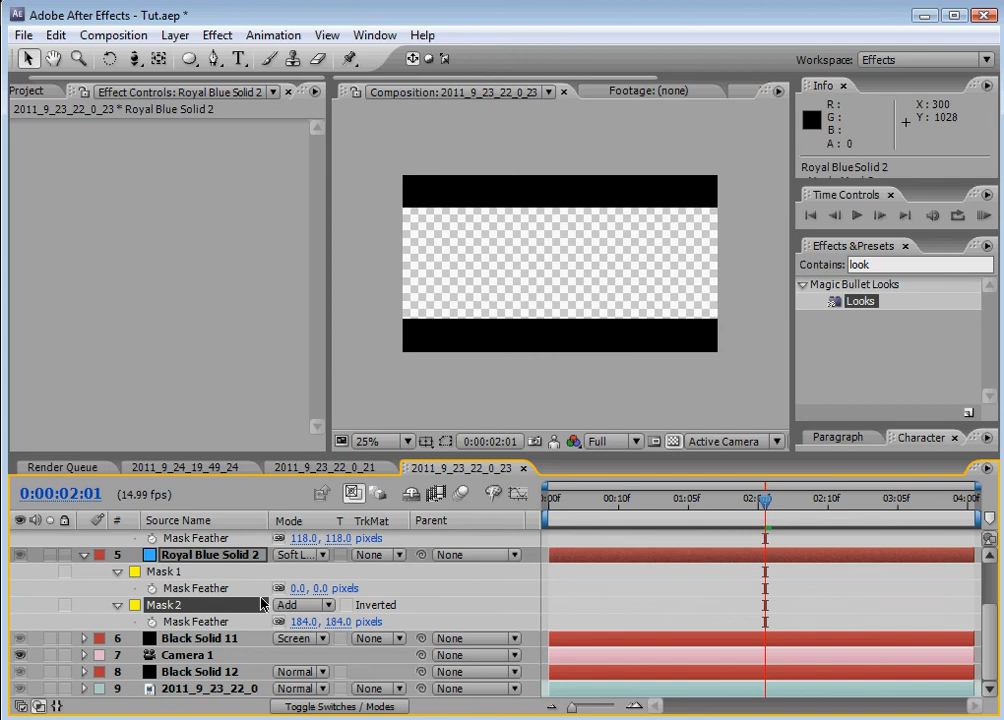 Adobe After Effects - Tut.aep *
File Edit Composition Layer Effect Animation View Window Help
Workspace: Effects
Project Effect Controls: Royal Blue Solid 2
2011_9_23_22_0_23 * Royal Blue Solid 2
Composition: 2011_9_23_22_0_23 Footage: (none)
Info
R :
G :
B :
A : 0
X : 300
Y : 1028
Royal Blue Solid 2
Time Controls
Effects & Presets
Contains: look
Magic Bullet Looks
Looks
25% 0:00:02:01 Full Active Camera
Paragraph Character
Render Queue 2011_9_24_19_49_24 2011_9_23_22_0_21 2011_9_23_22_0_23
0:00:02:01 (14.99 fps)
:00f 00:10f 01:05f 02: 02:10f 03:05f 04:00f
# Source Name Mode T TrkMat Parent
Mask Feather 118.0, 118.0 pixels
5 Royal Blue Solid 2 Soft L... None None
Mask 1
Mask Feather 0.0, 0.0 pixels
Mask 2 Add Inverted
Mask Feather 184.0, 184.0 pixels
6 Black Solid 11 Screen None None
7 Camera 1 None
8 Black Solid 12 Normal None None
9 2011_9_23_22_0 Normal None None
Toggle Switches / Modes